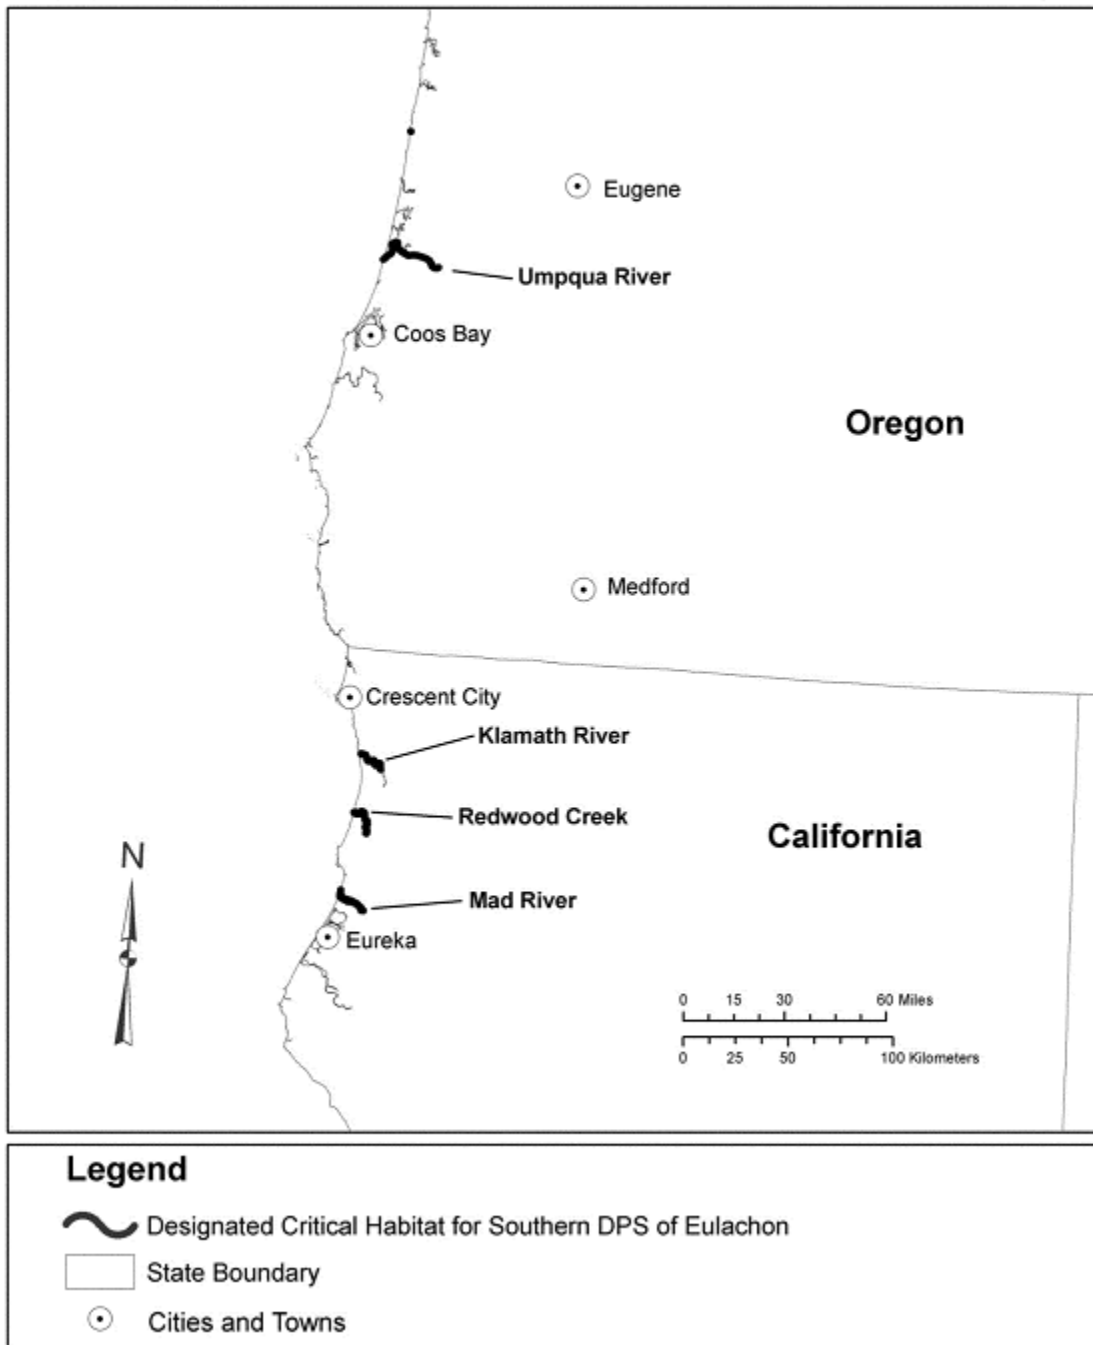 Eugene
Umpqua River
Coos Bay
Oregon
Medford
Crescent City
Klamath River
Redwood Creek
California
N
Mad River
Eureka
0 15 30 60 Miles
0 25 50 100 Kilometers
Legend
Designated Critical Habitat for Southern DPS of Eulachon
State Boundary
Cities and Towns